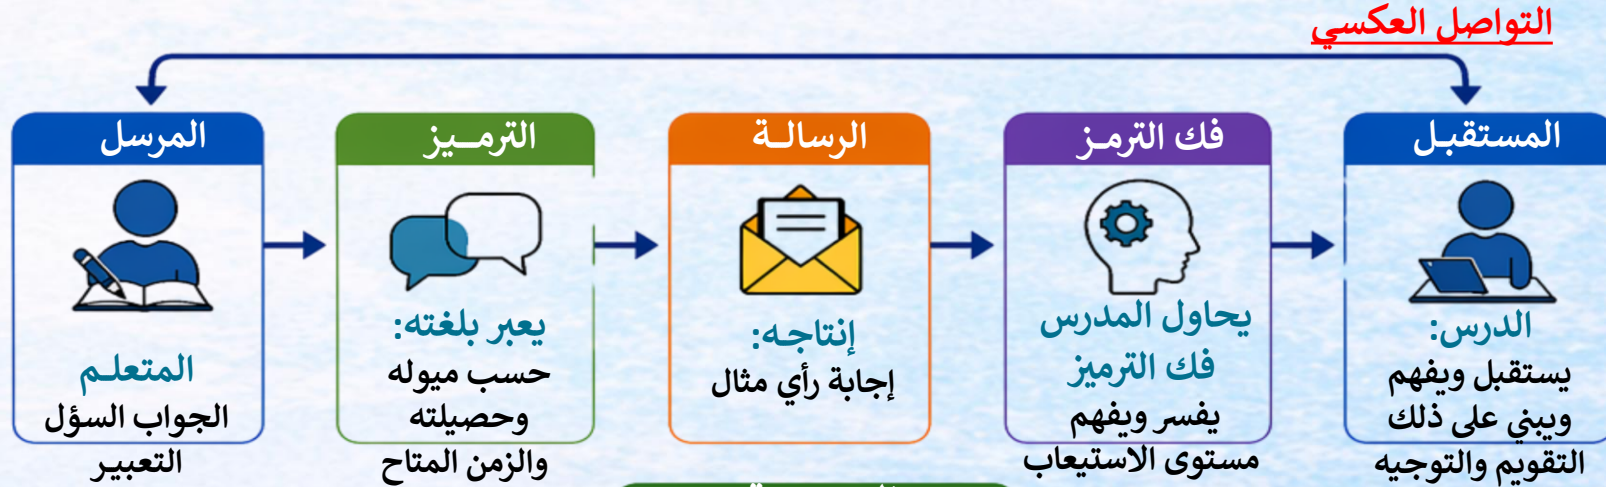 التواصل العكسي
المرسل
المتعلم
الجواب السؤل
التعبير
الترميز
يعبر بلغته:
حسب ميوله
وحصيلته
والزمن المتاح
الرسالة
إنتاجه:
إجابة رأي مثال
فك الترمز
يحاول المدرس
فك الترميز
يفسر ويفهم
مستوى الاستيعاب
المستقبل
الدرس:
يستقبل ويفهم
ويبني على ذلك
التقويم والتوجيه